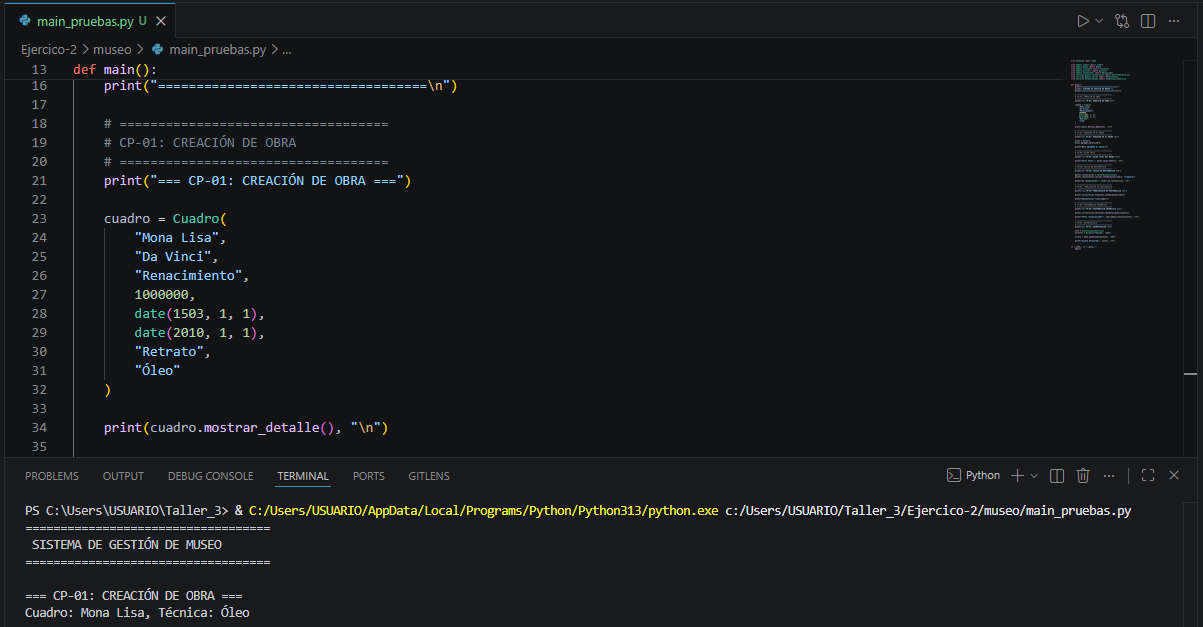 main_pruebas.py U
Ejercico-2 > museo > main_pruebas.py > ...
13 def main():
16 print("===================================\n")
17
18 # ===================================
19 # CP-01: CREACIÓN DE OBRA
20 # ===================================
21 print("=== CP-01: CREACIÓN DE OBRA ===")
22
23 cuadro = Cuadro(
24 "Mona Lisa",
25 "Da Vinci",
26 "Renacimiento",
27 1000000,
28 date(1503, 1, 1),
29 date(2010, 1, 1),
30 "Retrato",
31 "Óleo"
32 )
33
34 print(cuadro.mostrar_detalle(), "\n")
35
PROBLEMS OUTPUT DEBUG CONSOLE TERMINAL PORTS GITLENS Python
PS C:\Users\USUARIO\Taller_3> & C:/Users/USUARIO/AppData/Local/Programs/Python/Python313/python.exe c:/Users/USUARIO/Taller_3/Ejercico-2/museo/main_pruebas.py
===================================
SISTEMA DE GESTIÓN DE MUSEO
===================================
=== CP-01: CREACIÓN DE OBRA ===
Cuadro: Mona Lisa, Técnica: Óleo